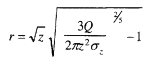 r = √z √((3Q / 2πz²σ_z)^(2/5) − 1)